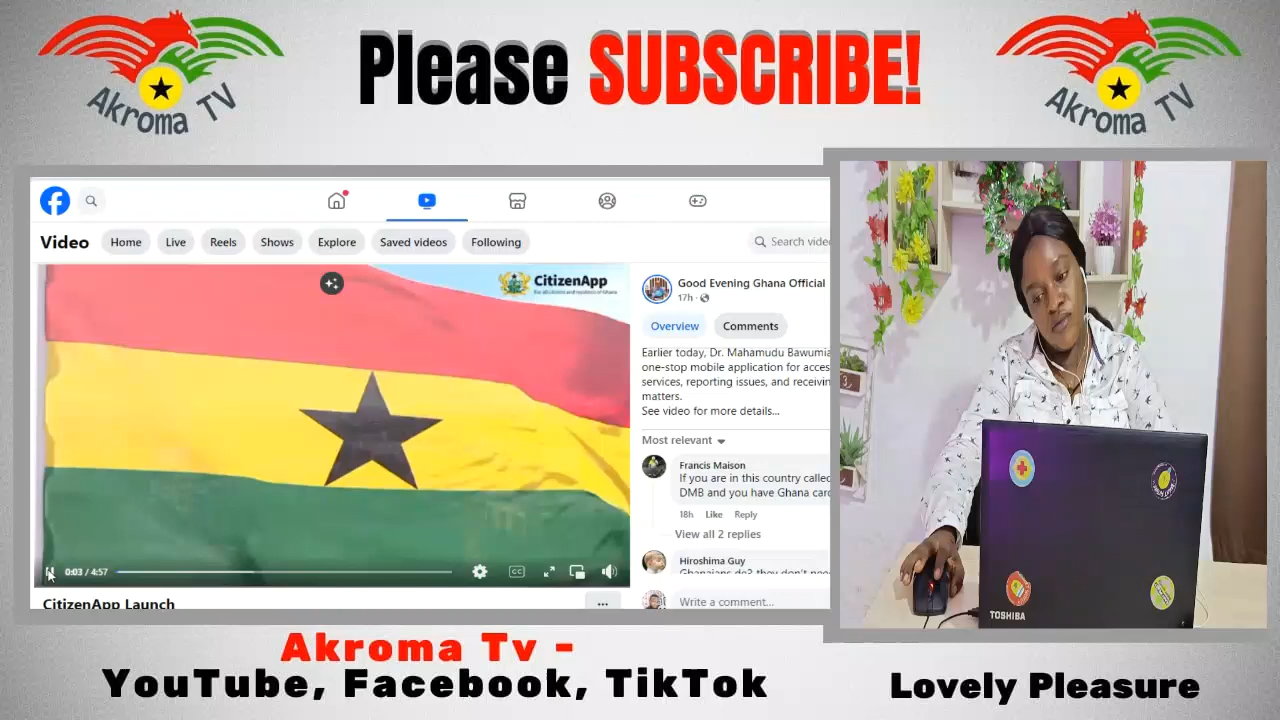 Akroma TV
Please SUBSCRIBE!
Akroma TV
Video
Home
Live
Reels
Shows
Explore
Saved videos
Following
Search
CitizenApp
0:03 / 4:57
CC
CitizenApp Launch
Good Evening Ghana Official
17h
Overview
Comments
Earlier today, Dr. Mahamudu Bawumia
one-stop mobile application for
services, reporting issues, and
matters.
See video for more details...
Most relevant
Francis Maison
If you are in this country called
DMB and you have Ghana
18h Like Reply
View all 2 replies
Hiroshima Guy
Write a comment...
TOSHIBA
Akroma Tv -
YouTube, Facebook, TikTok
Lovely Pleasure